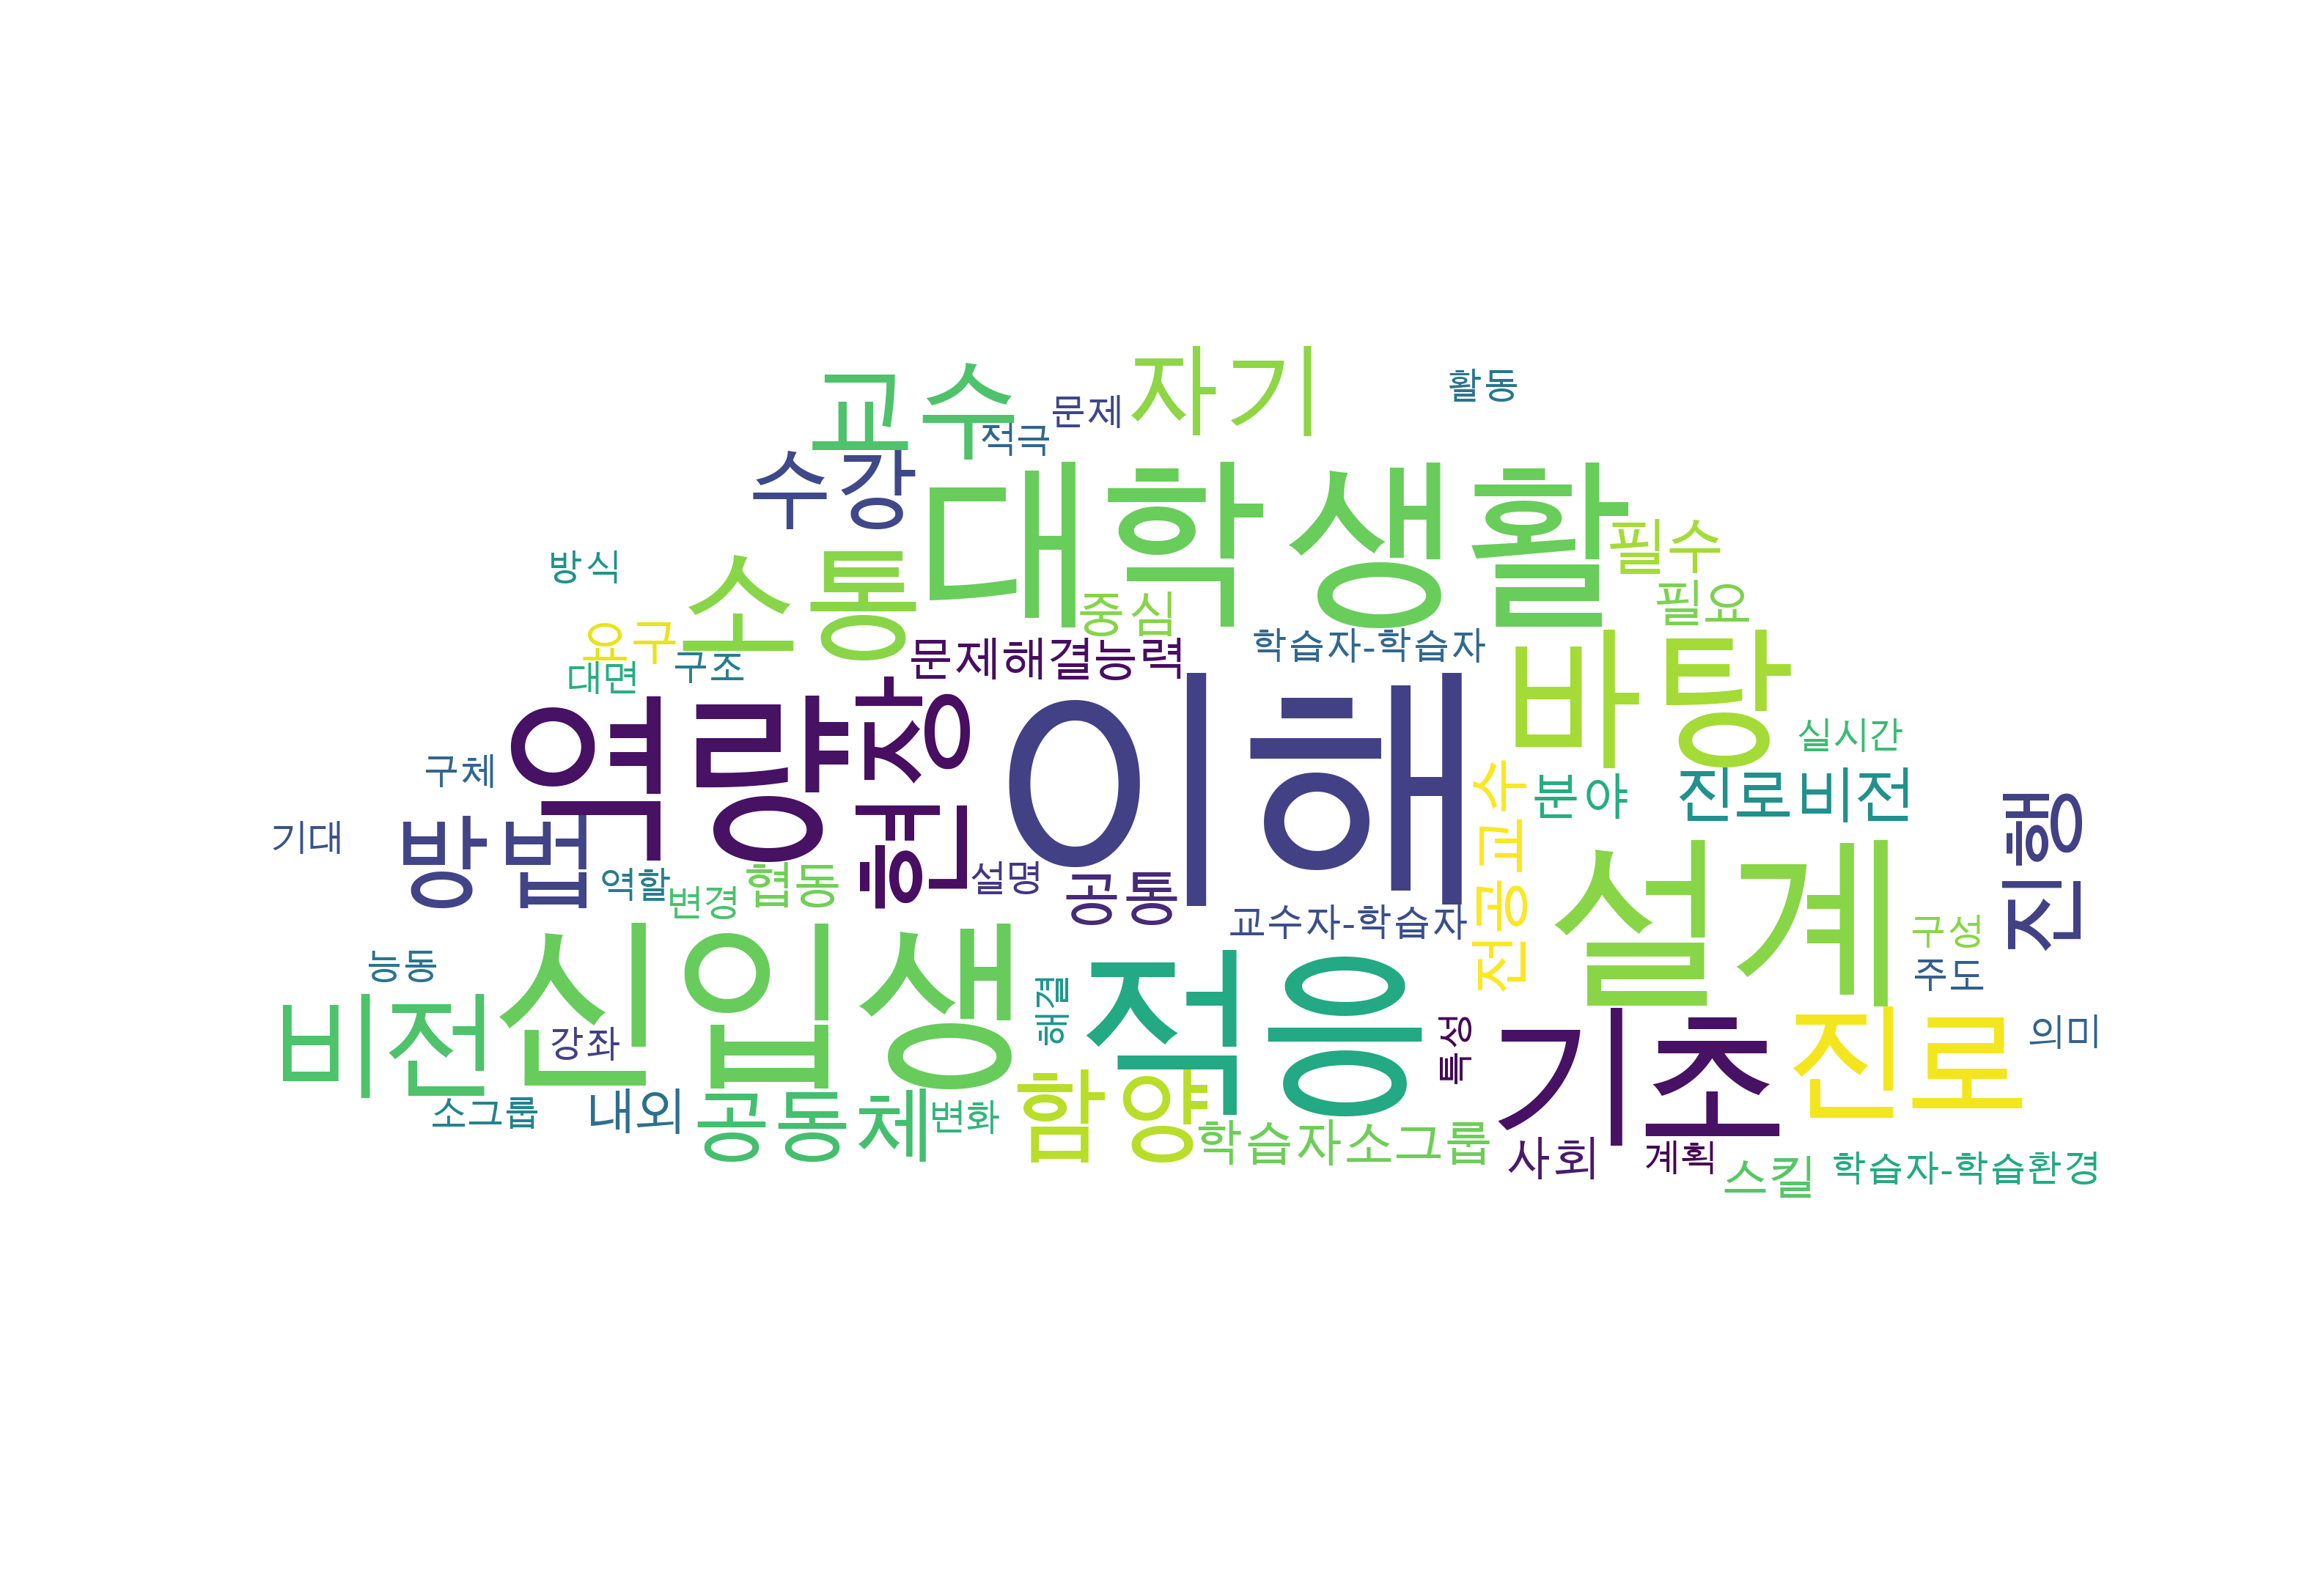 자기
활동
교수
문제
적극
수강
대학생활
필수
방식
소통
필요
중심
요구
구조
대면
문제해결능력
학습자-학습자
바탕
현장
이해
역량
실시간
구체
분야
진로비전
전공교수
진행
기대
방법
역할
변경
협동
설명
공통
교수자-학습자
설계
구성
주도
능동
신입생
해결
적응
비전
강좌
특성
기초
진로
의미
소그룹
내외
공동체
변화
함양
학습자소그룹
사회
계획
스킬
학습자-학습환경